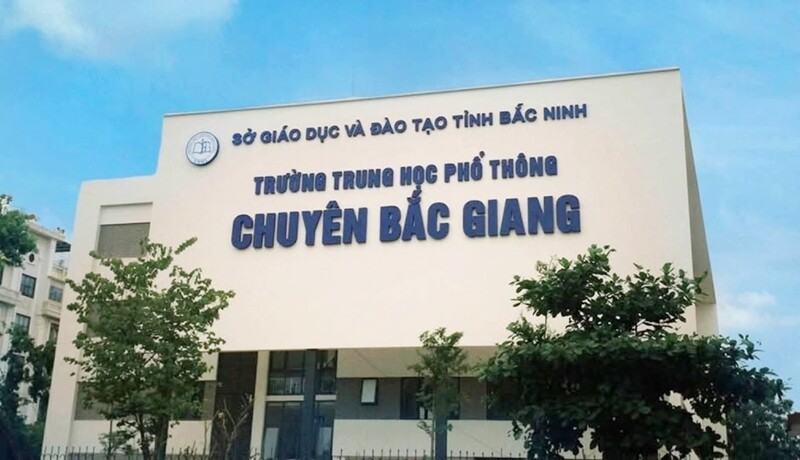 SỞ GIÁO DỤC VÀ ĐÀO TẠO TỈNH BẮC NINH
TRƯỜNG TRUNG HỌC PHỔ THÔNG
CHUYÊN BẮC GIANG